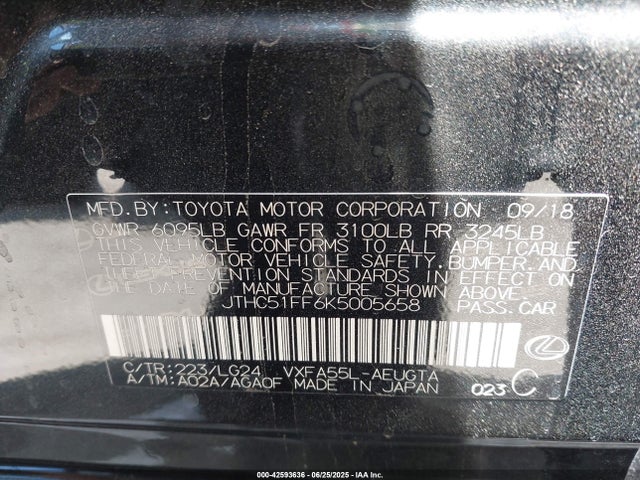 MFD.BY:TOYOTA MOTOR CORPORATION 09/18
GVWR 6095LB GAWR FR 3100LB RR 3245LB
THIS VEHICLE CONFORMS TO ALL APPLICABLE
FEDERAL MOTOR VEHICLE SAFETY, BUMPER, AND
THEFT PREVENTION STANDARDS IN EFFECT ON
THE DATE OF MANUFACTURE SHOWN ABOVE.
JTHC51FF6K5005658 PASS.CAR
C/TR:223/LG24 VXFA55L-AEUGTA
A/TM:A02A/AGA0F MADE IN JAPAN
023 C
000-42593636 - 06/25/2025 - IAA Inc.